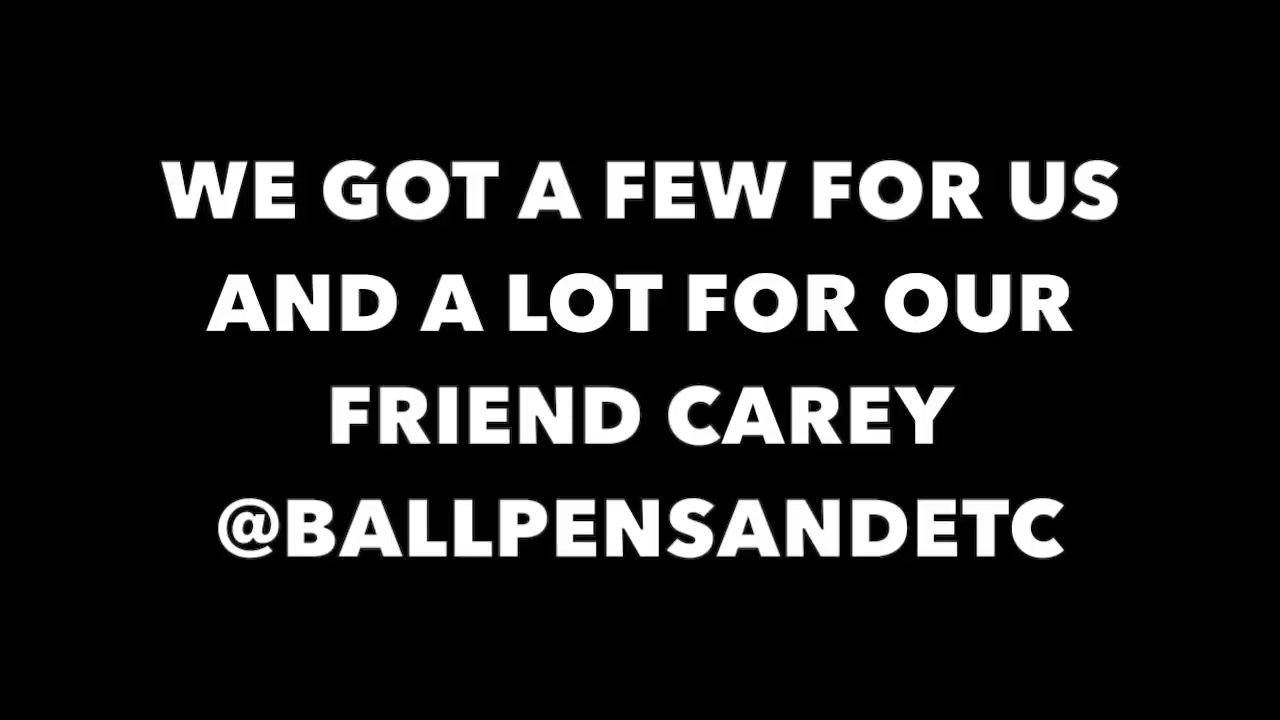 WE GOT A FEW FOR US
AND A LOT FOR OUR
FRIEND CAREY
@BALLPENSANDETC